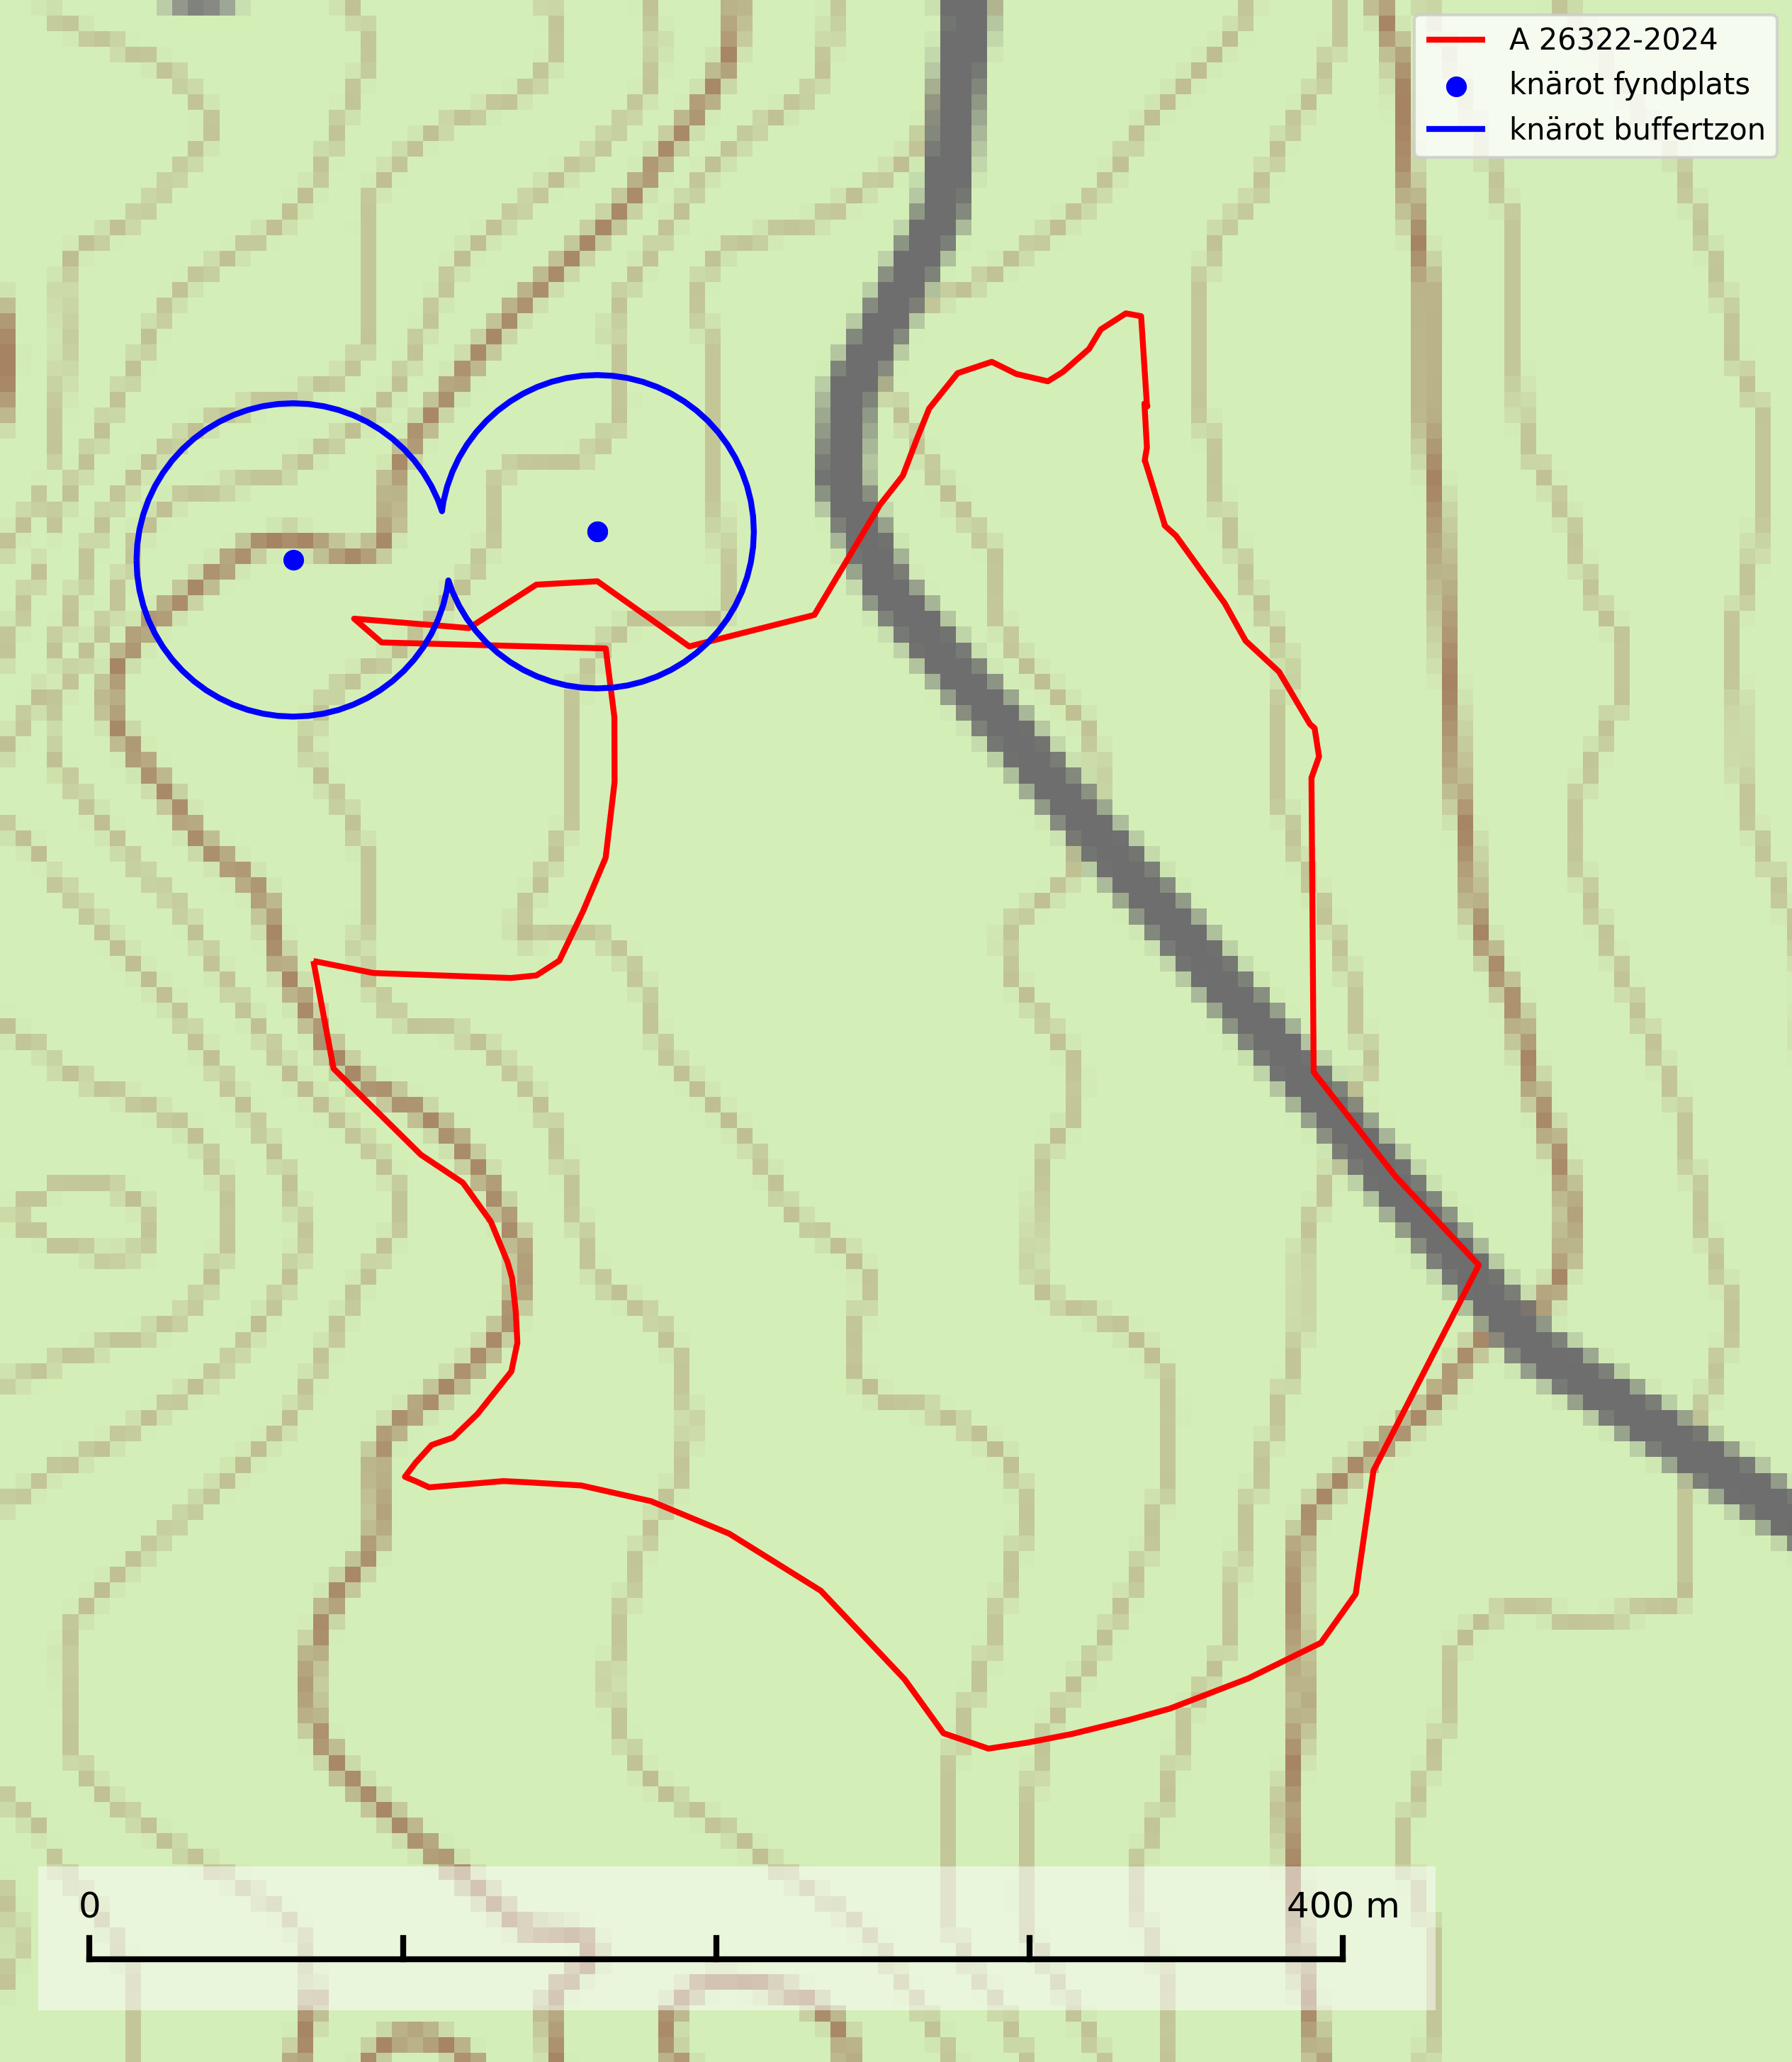 A 26322-2024
knärot fyndplats
knärot buffertzon
0
400 m